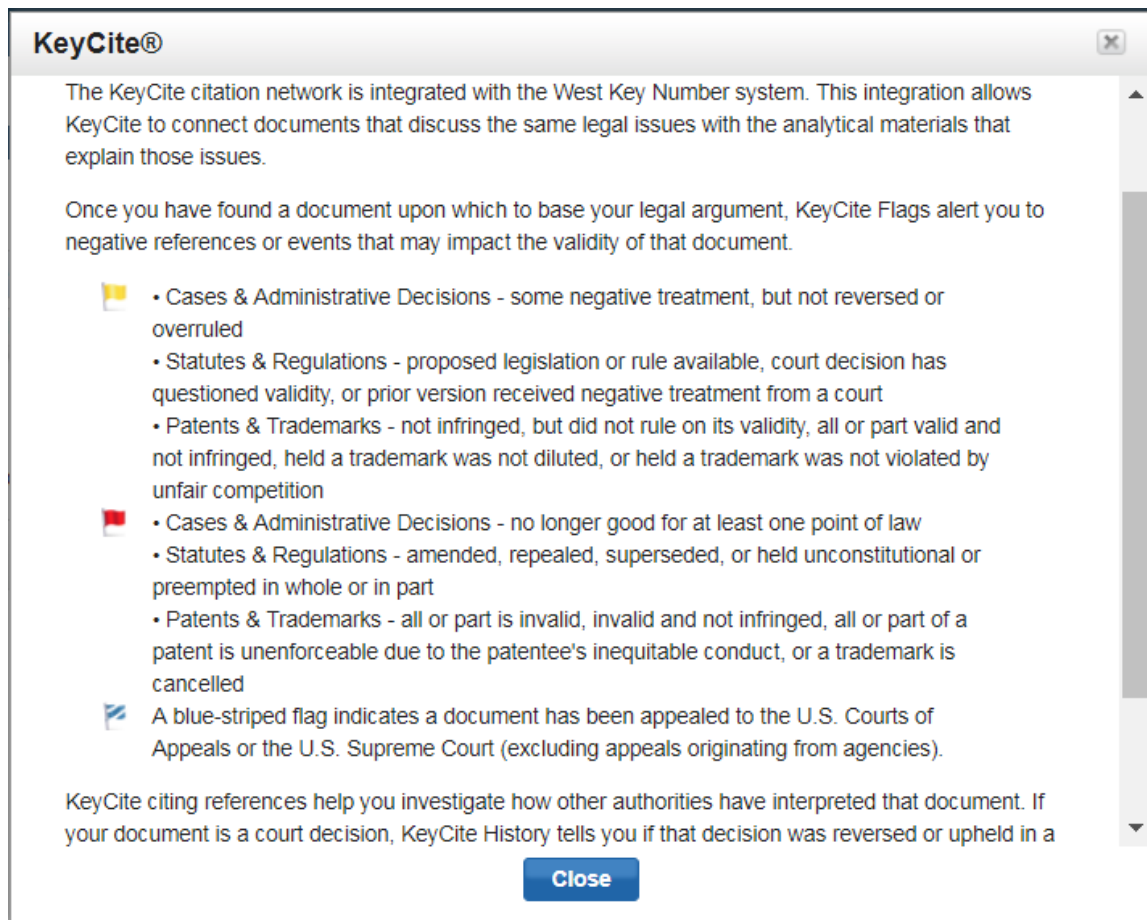 KeyCite®
The KeyCite citation network is integrated with the West Key Number system. This integration allows
KeyCite to connect documents that discuss the same legal issues with the analytical materials that
explain those issues.
Once you have found a document upon which to base your legal argument, KeyCite Flags alert you to
negative references or events that may impact the validity of that document.
• Cases & Administrative Decisions - some negative treatment, but not reversed or
overruled
• Statutes & Regulations - proposed legislation or rule available, court decision has
questioned validity, or prior version received negative treatment from a court
• Patents & Trademarks - not infringed, but did not rule on its validity, all or part valid and
not infringed, held a trademark was not diluted, or held a trademark was not violated by
unfair competition
• Cases & Administrative Decisions - no longer good for at least one point of law
• Statutes & Regulations - amended, repealed, superseded, or held unconstitutional or
preempted in whole or in part
• Patents & Trademarks - all or part is invalid, invalid and not infringed, all or part of a
patent is unenforceable due to the patentee's inequitable conduct, or a trademark is
cancelled
A blue-striped flag indicates a document has been appealed to the U.S. Courts of
Appeals or the U.S. Supreme Court (excluding appeals originating from agencies).
KeyCite citing references help you investigate how other authorities have interpreted that document. If
your document is a court decision, KeyCite History tells you if that decision was reversed or upheld in a
Close